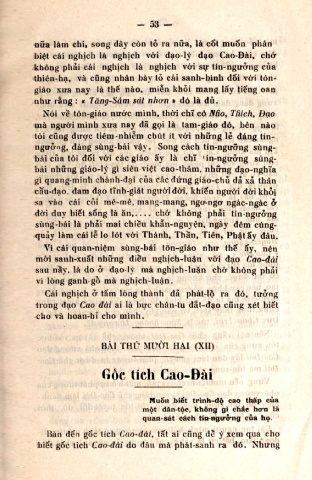 — 53 —
nữa làm chi, song đây còn tỏ ra nữa, là cốt muốn phân
biệt cái nghịch là nghịch với đạo-lý đạo Cao-Đài, chớ
không phải cái nghịch là nghịch với sự tín-ngưỡng của
thiên-hạ, và cũng nhân bày tỏ cái sanh-bình đối với tôn-
giáo xưa nay là thế nào, miễn khỏi mang lấy tiếng oan
như rằng : « Tăng-Sâm sát nhơn » đó là đủ.
Nói về tôn-giáo nước mình, thời chỉ có Não, Tâich, Đạo
mà người mình xưa nay đã gọi là tam-giáo đó, bên nào
tôi cũng được tiêm-nhiễm chút ít với những lẽ đáng tín-
ngưỡng, đáng sùng-bái vậy. Song cách tín-ngưỡng sùng-
bái của tôi đối với các giáo ấy là chỉ tín-ngưỡng sùng-
bái những giáo-lý gì siêu việt cao-thâm, những đạo-nghĩa
gì quang-minh chánh-đại của các đứng giáo-chủ đã xả thân
cầu-đạo, đam đạo tỉnh-giát người đời, khiến người đời khỏi
sa vào cái cõi mê-mê, mang-mang, ngơ-ngơ ngác-ngác ở
đời duy biết sống là ăn,.... chớ không phải tín-ngưỡng
sùng-bái là phải mai chiều khẩn-nguyện, ngày đêm cúng-
quảy làm cái lễ lo lót với Thánh, Thần, Tiên, Phật ấy đâu.
Vì cái quan-niệm sùng-bái tôn-giáo như thế ấy, nên
mới sanh-xuất những điều nghịch-luận với đạo Cao-đài
sau nầy, là do ở đạo-lý mà nghịch-luận chớ không phải
vì lòng ganh-gỗ mà nghịch-luận.
Cái nghịch ở tấm lòng thành đã phát-lộ ra đó, tưởng
trong đạo Cao đài ai là bực chân-tu đắt-đạo cũng xét biết
cho và hoan-bỉ cho mình.
BÀI THỨ MƯỜI HAI (XII)
Gốc tích Cao-Đài
Muốn biết trình-độ cao thấp của
một dân-tộc, không gì chắc hơn là
quan-sát cách tín-ngưỡng của họ.
Bàn đến gốc tích Cao-đài, tất ai cũng dễ ý xem qua cho
biết gốc tích Cao-đài do đâu mà phát-sanh ra đó. Nhưng